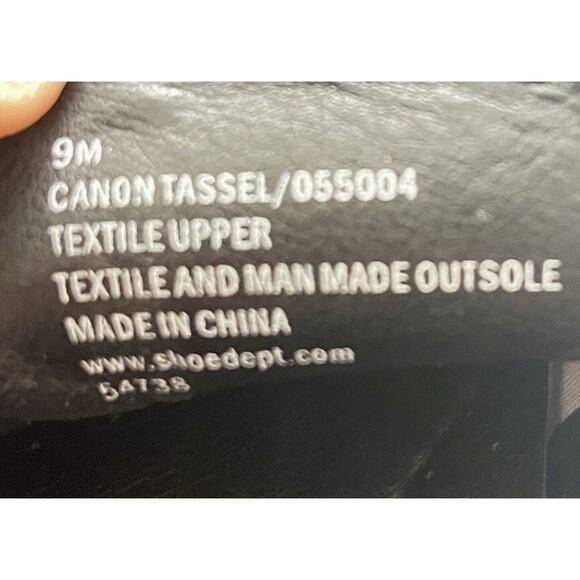 9M
CANON TASSEL/055004
TEXTILE UPPER
TEXTILE AND MAN MADE OUTSOLE
MADE IN CHINA
www.shoedept.com
54738